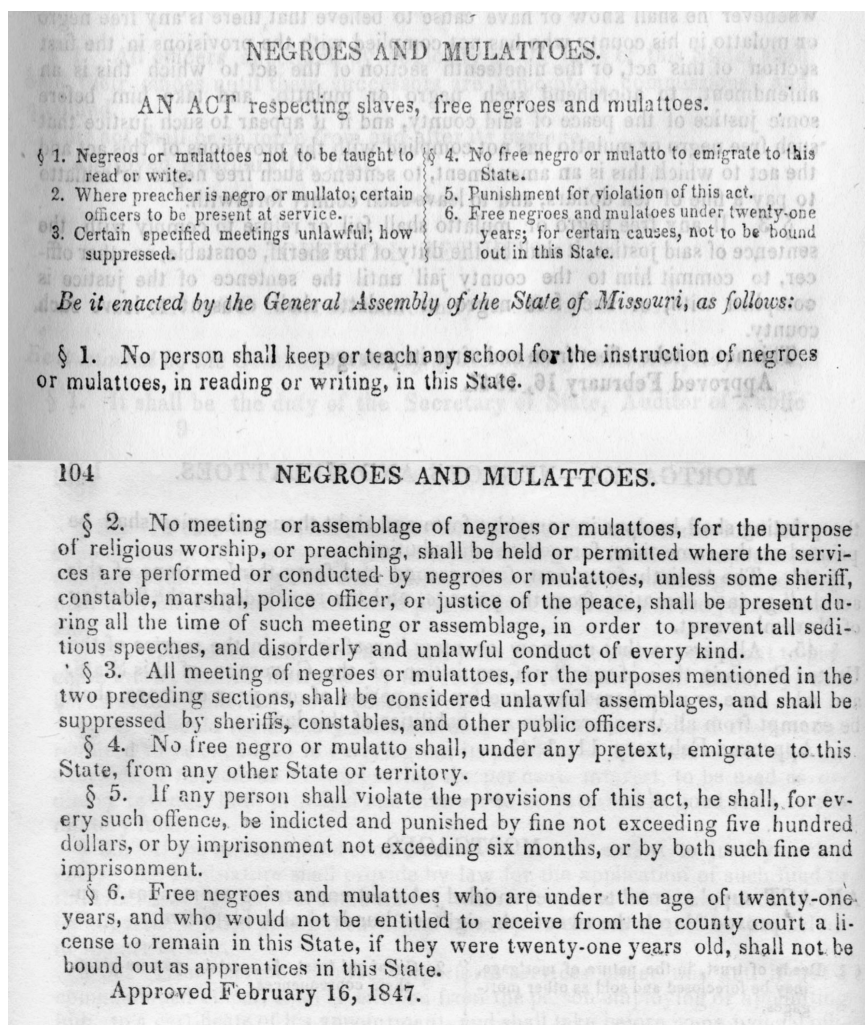 NEGROES AND MULATTOES.
AN ACT respecting slaves, free negroes and mulattoes.
§ 1. Negreos or mulattoes not to be taught to
read or write.
2. Where preacher is negro or mullato; certain
officers to be present at service.
3. Certain specified meetings unlawful; how
suppressed.
§ 4. No free negro or mulatto to emigrate to this
State.
5. Punishment for violation of this act.
6. Free negroes and mulatoes under twenty-one
years; for certain causes, not to be bound
out in this State.
Be it enacted by the General Assembly of the State of Missouri, as follows:
§ 1. No person shall keep or teach any school for the instruction of negroes
or mulattoes, in reading or writing, in this State.
104 NEGROES AND MULATTOES.
§ 2. No meeting or assemblage of negroes or mulattoes, for the purpose
of religious worship, or preaching, shall be held or permitted where the servi-
ces are performed or conducted by negroes or mulattoes, unless some sheriff,
constable, marshal, police officer, or justice of the peace, shall be present du-
ring all the time of such meeting or assemblage, in order to prevent all sedi-
tious speeches, and disorderly and unlawful conduct of every kind.
§ 3. All meeting of negroes or mulattoes, for the purposes mentioned in the
two preceding sections, shall be considered unlawful assemblages, and shall be
suppressed by sheriffs, constables, and other public officers.
§ 4. No free negro or mulatto shall, under any pretext, emigrate to this
State, from any other State or territory.
§ 5. If any person shall violate the provisions of this act, he shall, for ev-
ery such offence, be indicted and punished by fine not exceeding five hundred
dollars, or by imprisonment not exceeding six months, or by both such fine and
imprisonment.
§ 6. Free negroes and mulattoes who are under the age of twenty-one
years, and who would not be entitled to receive from the county court a li-
cense to remain in this State, if they were twenty-one years old, shall not be
bound out as apprentices in this State.
Approved February 16, 1847.